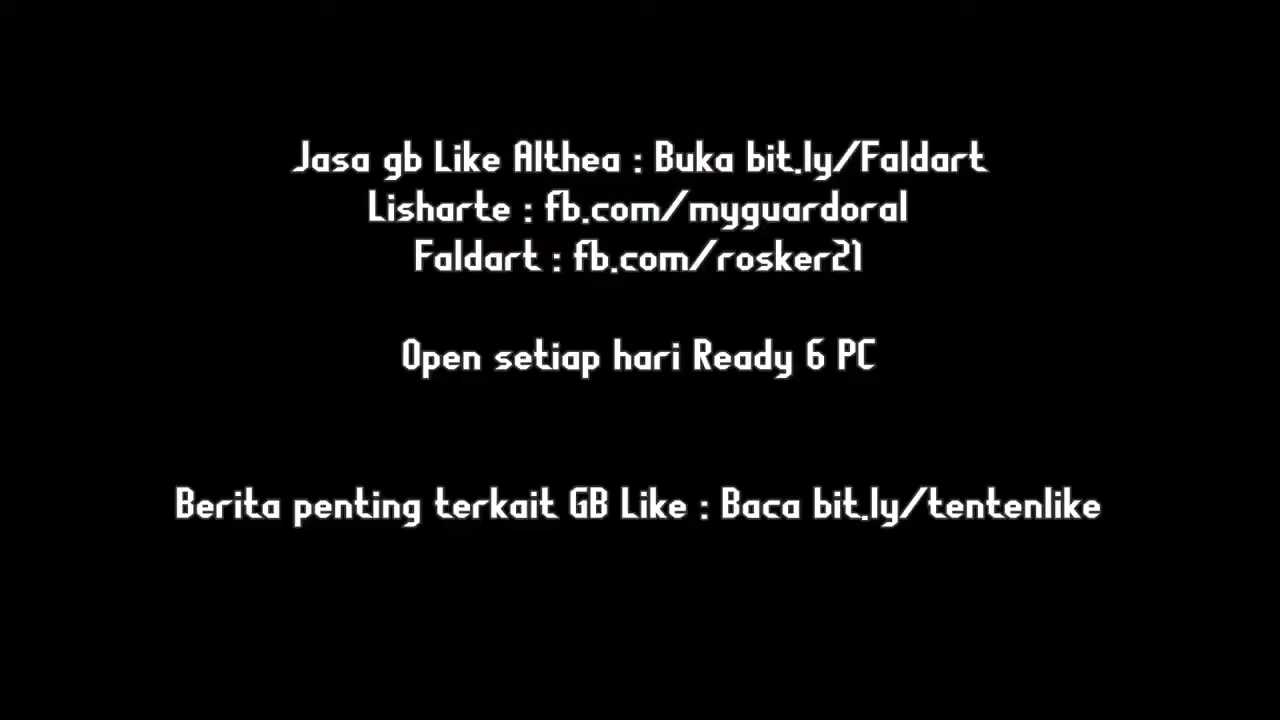 Jasa gb Like Althea : Buka bit.ly/Faldart
Lisharte : fb.com/myguardoral
Faldart : fb.com/rosker21
Open setiap hari Ready 6 PC
Berita penting terkait GB Like : Baca bit.ly/tentenlike